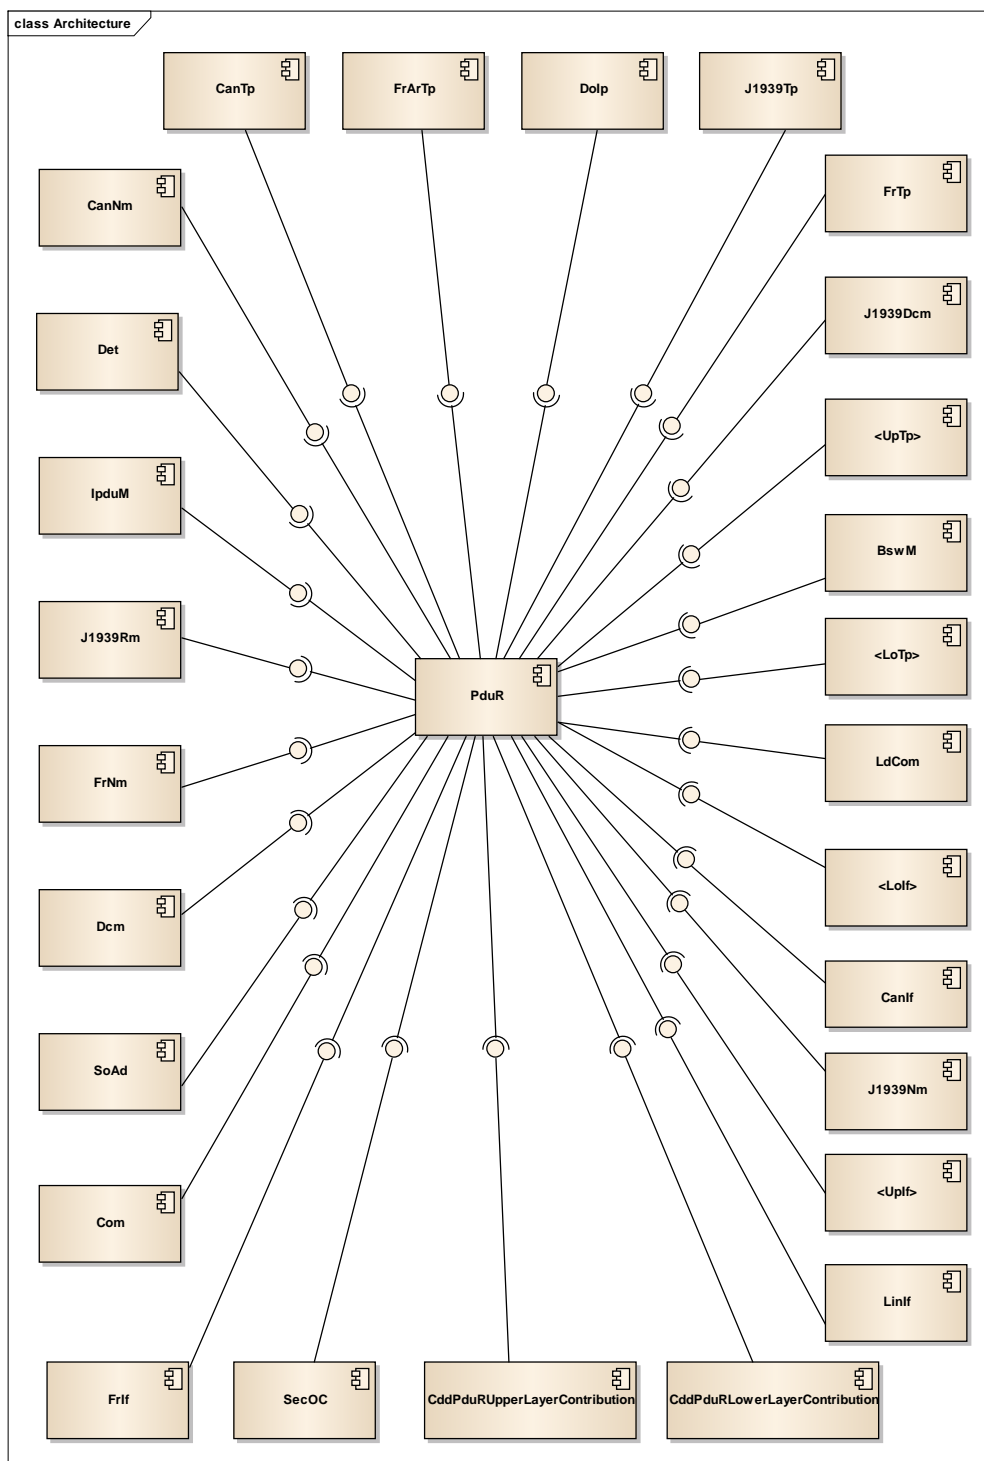 class Architecture
CanTp
FrArTp
DoIp
J1939Tp
CanNm
FrTp
Det
J1939Dcm
<UpTp>
IpduM
BswM
J1939Rm
<LoTp>
PduR
FrNm
LdCom
<LoIf>
Dcm
CanIf
SoAd
J1939Nm
<UpIf>
Com
LinIf
FrIf
SecOC
CddPduRUpperLayerContribution
CddPduRLowerLayerContribution